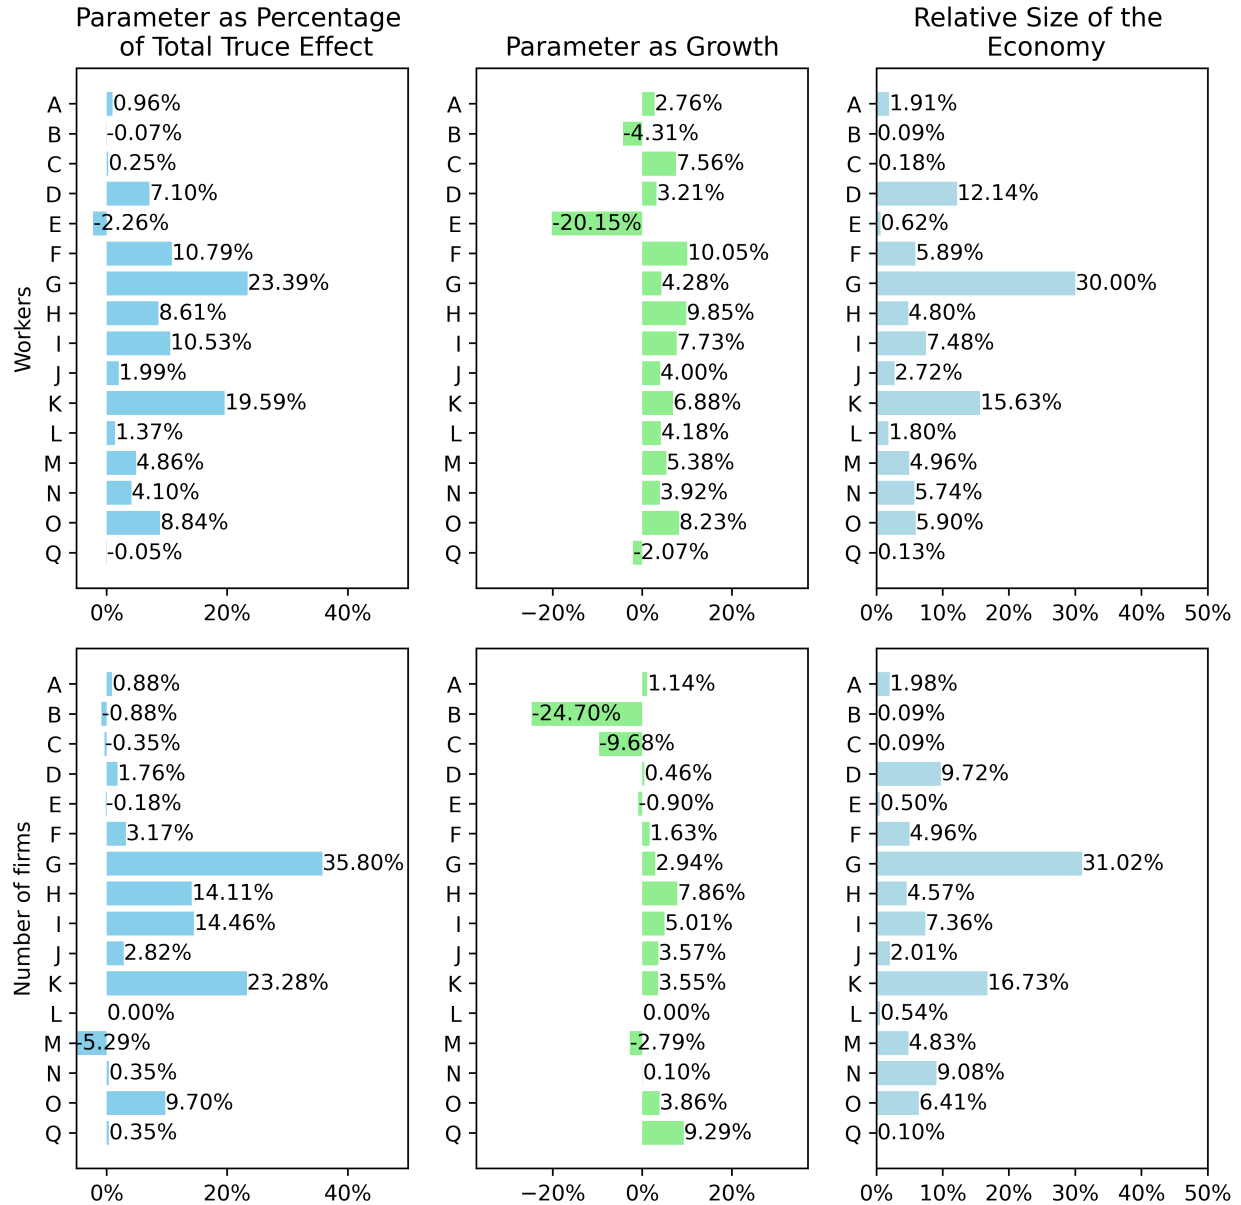 Parameter as Percentage
of Total Truce Effect
Parameter as Growth
Relative Size of the
Economy
Workers
A 0.96%
B -0.07%
C 0.25%
D 7.10%
E -2.26%
F 10.79%
G 23.39%
H 8.61%
I 10.53%
J 1.99%
K 19.59%
L 1.37%
M 4.86%
N 4.10%
O 8.84%
Q -0.05%
0% 20% 40%
A 2.76%
B -4.31%
C 7.56%
D 3.21%
E -20.15%
F 10.05%
G 4.28%
H 9.85%
I 7.73%
J 4.00%
K 6.88%
L 4.18%
M 5.38%
N 3.92%
O 8.23%
Q -2.07%
−20% 0% 20%
A 1.91%
B 0.09%
C 0.18%
D 12.14%
E 0.62%
F 5.89%
G 30.00%
H 4.80%
I 7.48%
J 2.72%
K 15.63%
L 1.80%
M 4.96%
N 5.74%
O 5.90%
Q 0.13%
0% 10% 20% 30% 40% 50%
Number of firms
A 0.88%
B -0.88%
C -0.35%
D 1.76%
E -0.18%
F 3.17%
G 35.80%
H 14.11%
I 14.46%
J 2.82%
K 23.28%
L 0.00%
M -5.29%
N 0.35%
O 9.70%
Q 0.35%
0% 20% 40%
A 1.14%
B -24.70%
C -9.68%
D 0.46%
E -0.90%
F 1.63%
G 2.94%
H 7.86%
I 5.01%
J 3.57%
K 3.55%
L 0.00%
M -2.79%
N 0.10%
O 3.86%
Q 9.29%
−20% 0% 20%
A 1.98%
B 0.09%
C 0.09%
D 9.72%
E 0.50%
F 4.96%
G 31.02%
H 4.57%
I 7.36%
J 2.01%
K 16.73%
L 0.54%
M 4.83%
N 9.08%
O 6.41%
Q 0.10%
0% 10% 20% 30% 40% 50%